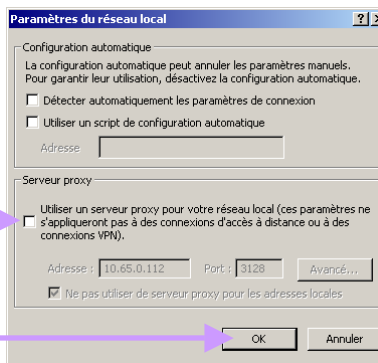 Paramètres du réseau local
Configuration automatique
La configuration automatique peut annuler les paramètres manuels.
Pour garantir leur utilisation, désactivez la configuration automatique.
Détecter automatiquement les paramètres de connexion
Utiliser un script de configuration automatique
Adresse
Serveur proxy
Utiliser un serveur proxy pour votre réseau local (ces paramètres ne
s'appliqueront pas à des connexions d'accès à distance ou à des
connexions VPN).
Adresse : 10.65.0.112 Port : 3128 Avancé...
Ne pas utiliser de serveur proxy pour les adresses locales
OK Annuler